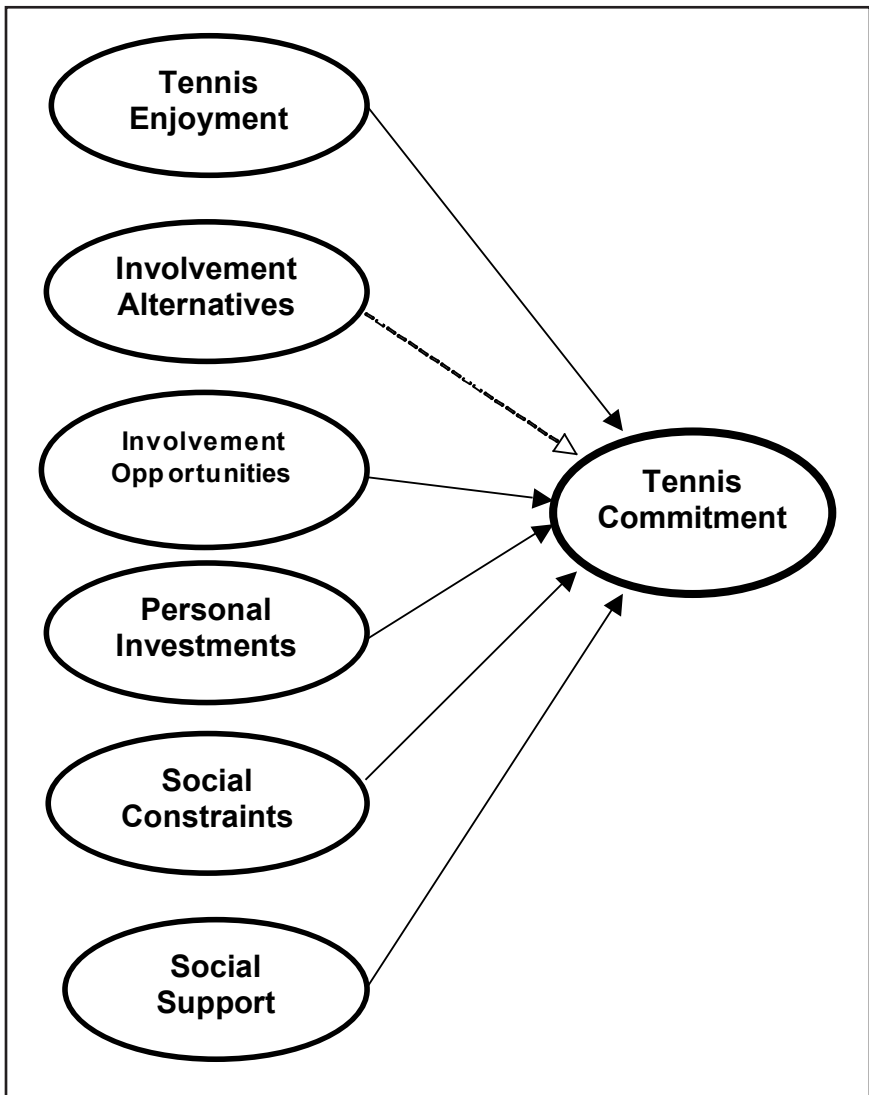 Tennis
Enjoyment
Involvement
Alternatives
Involvement
Opportunities
Personal
Investments
Social
Constraints
Social
Support
Tennis
Commitment